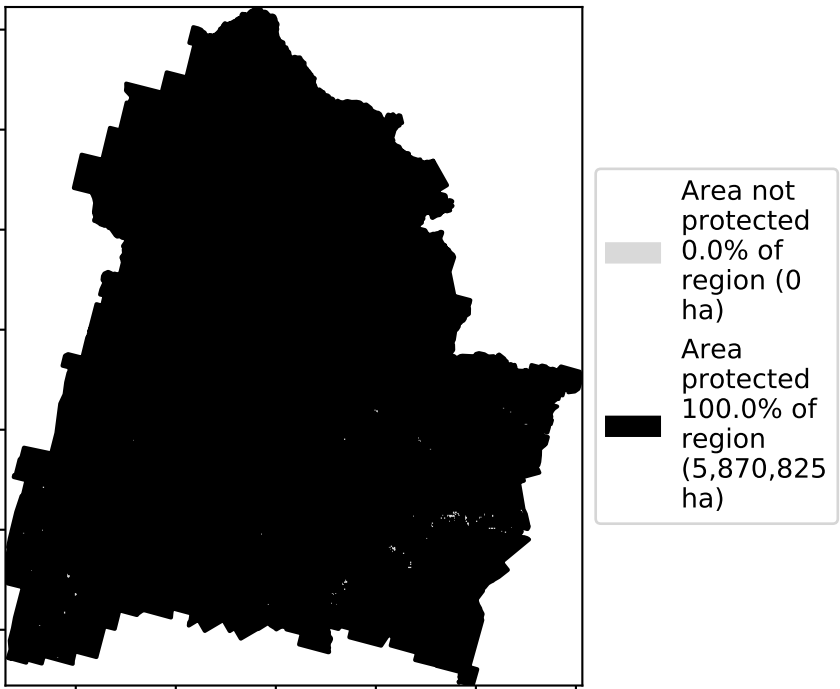 Area not
protected
0.0% of
region (0
ha)
Area
protected
100.0% of
region
(5,870,825
ha)